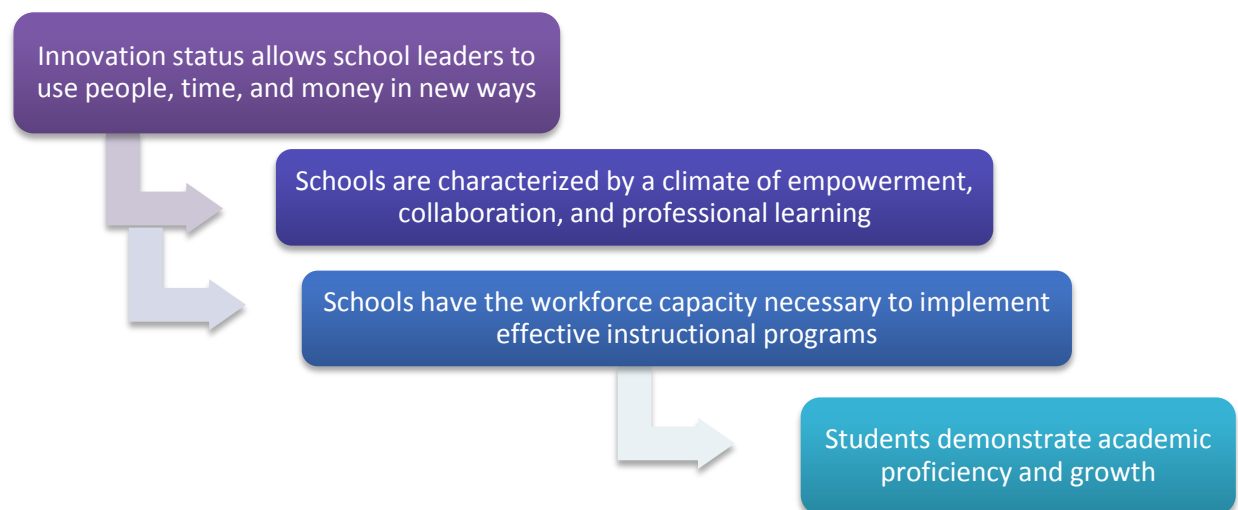 Innovation status allows school leaders to
use people, time, and money in new ways
Schools are characterized by a climate of empowerment,
collaboration, and professional learning
Schools have the workforce capacity necessary to implement
effective instructional programs
Students demonstrate academic
proficiency and growth